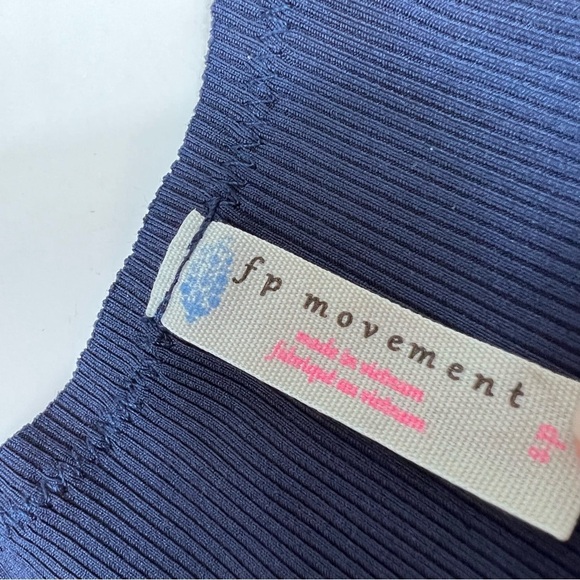 fp movement
made in vietnam
fabriqué au vietnam